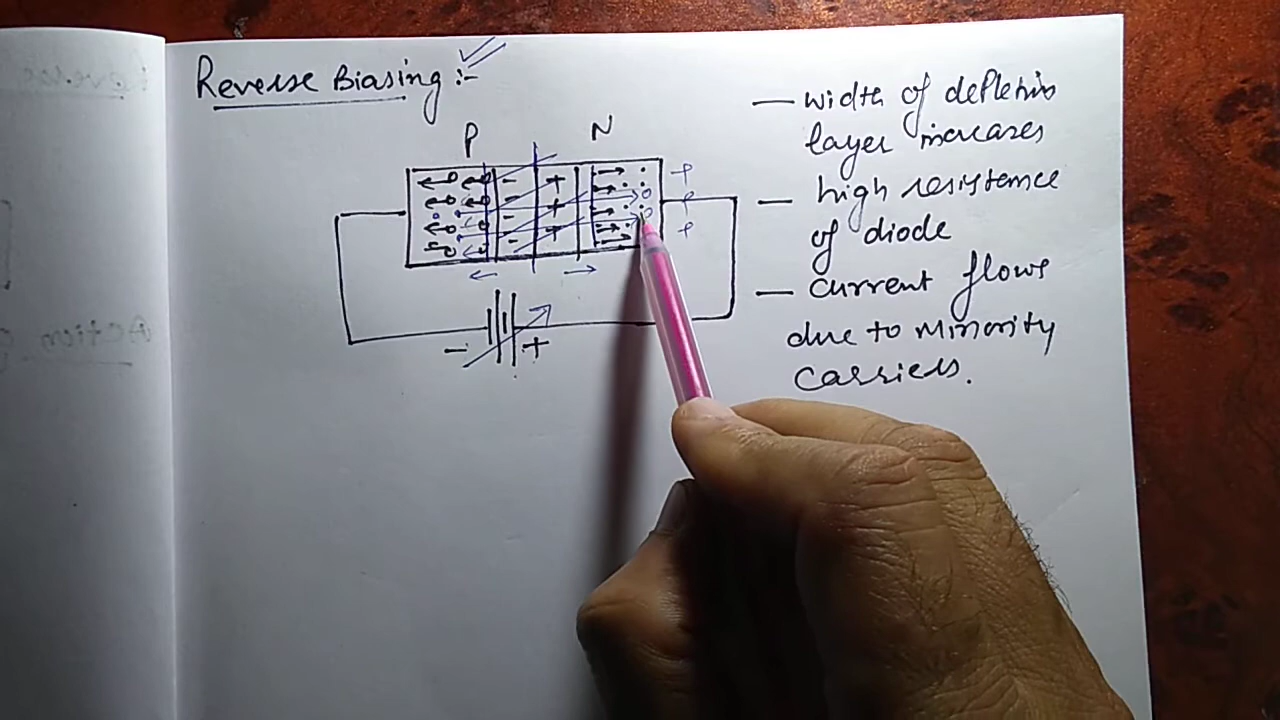 Reverse Biasing :-
P N
- +
- +
- +
- +
+
+
+
- +
— width of depletion
layer increases
— high resistance
of diode
— current flows
due to minority
carriers.